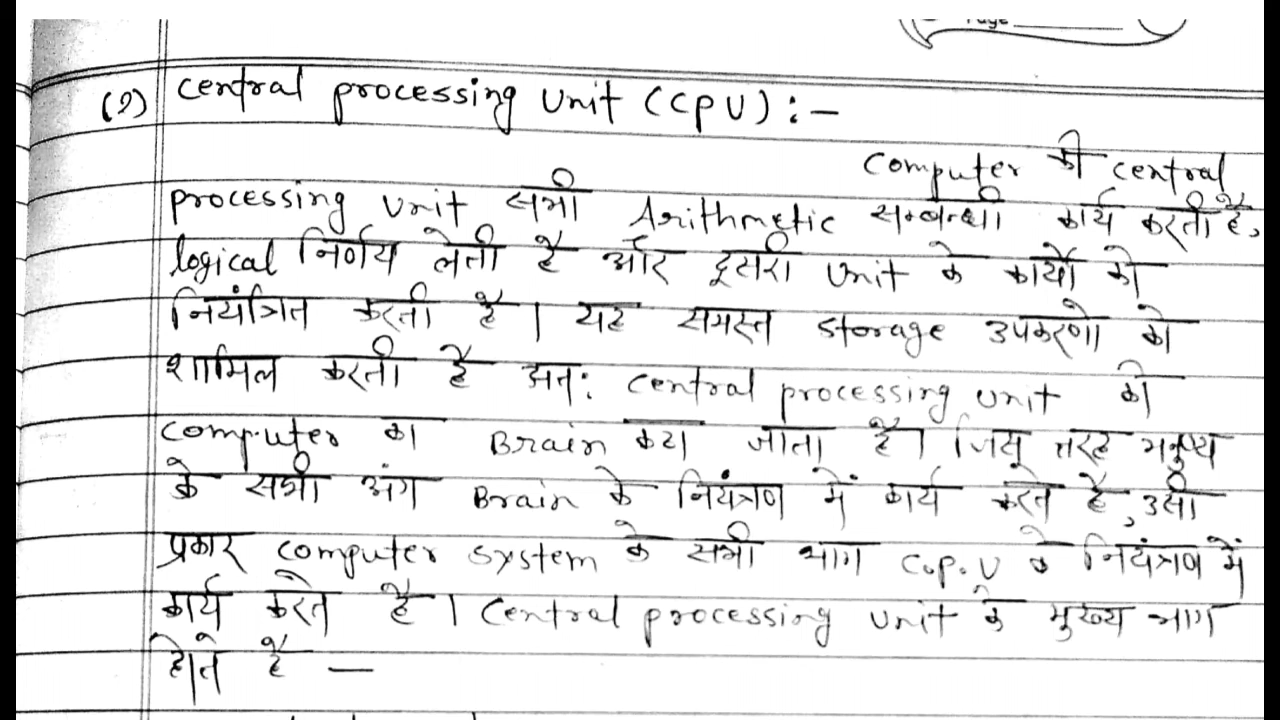 Page
(2) Central processing Unit (CPU) :-
Computer की central
processing Unit सभी Arithmetic सम्बन्धी कार्य करती है,
logical निर्णय लेती है और दूसरी Unit के कार्यो को
नियंत्रित करती है । यह समस्त storage उपकरणो को
शामिल करती है अत: central processing unit को
computer का Brain कहा जाता है । जिस तरह मनुष्य
के सभी अंग Brain के नियंत्रण में कार्य करते है, उसी
प्रकार computer system के सभी भाग C.P.U के नियंत्रण में
कार्य करते है । Central processing unit के मुख्य भाग
होते है —